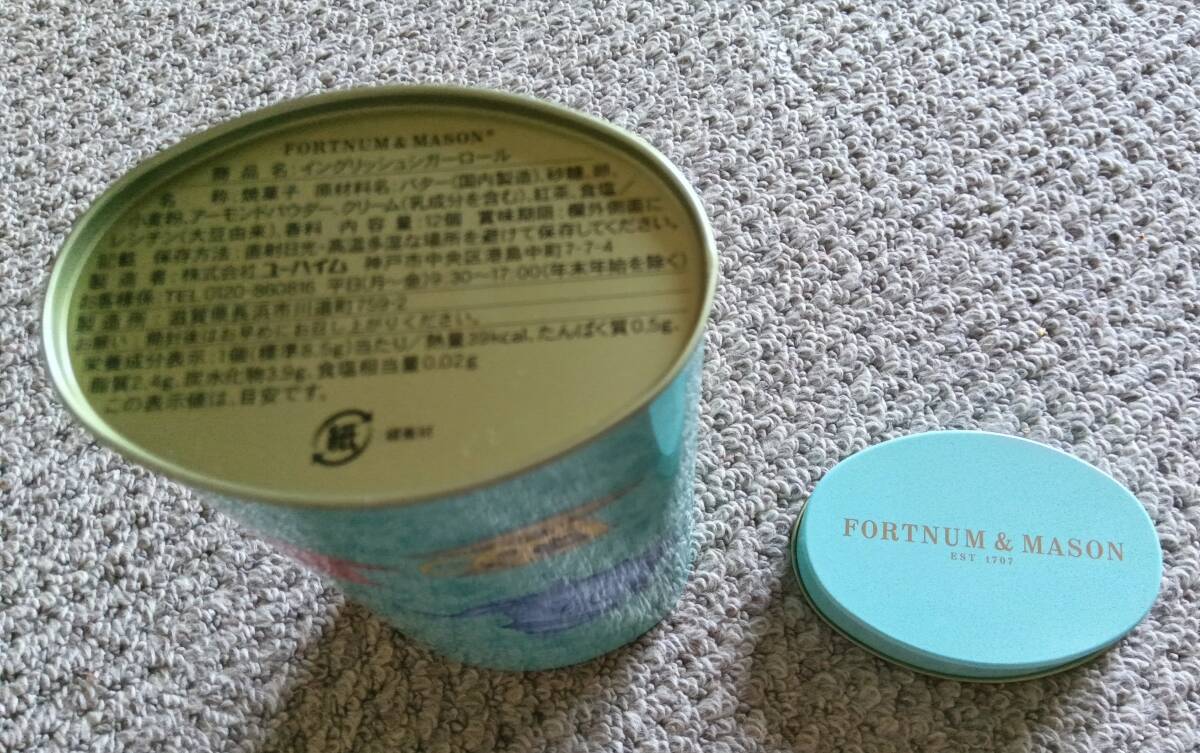 FORTNUM & MASON®
商品名:イングリッシュシガーロール
名 称:焼菓子 原材料名:バター(国内製造)、砂糖、卵、
小麦粉、アーモンドパウダー、クリーム(乳成分を含む)、紅茶、食塩/
レシチン(大豆由来)、香料 内容量:12個 賞味期限:欄外側面に
記載 保存方法:直射日光・高温多湿な場所を避けて保存してください。
製造者:株式会社ユーハイム 神戸市中央区港島中町7-7-4
お客様係:TEL 0120-860816 平日(月〜金)9:30〜17:00(年末年始を除く)
製造所:滋賀県長浜市川道町759-2
お願い:開封後はお早めにお召し上がりください。
栄養成分表示:1個(標準8.5g)当たり/熱量39kcal、たんぱく質0.5g、
脂質2.4g、炭水化物3.9g、食塩相当量0.02g
この表示値は、目安です。
紙 緩衝材
FORTNUM & MASON
EST 1707